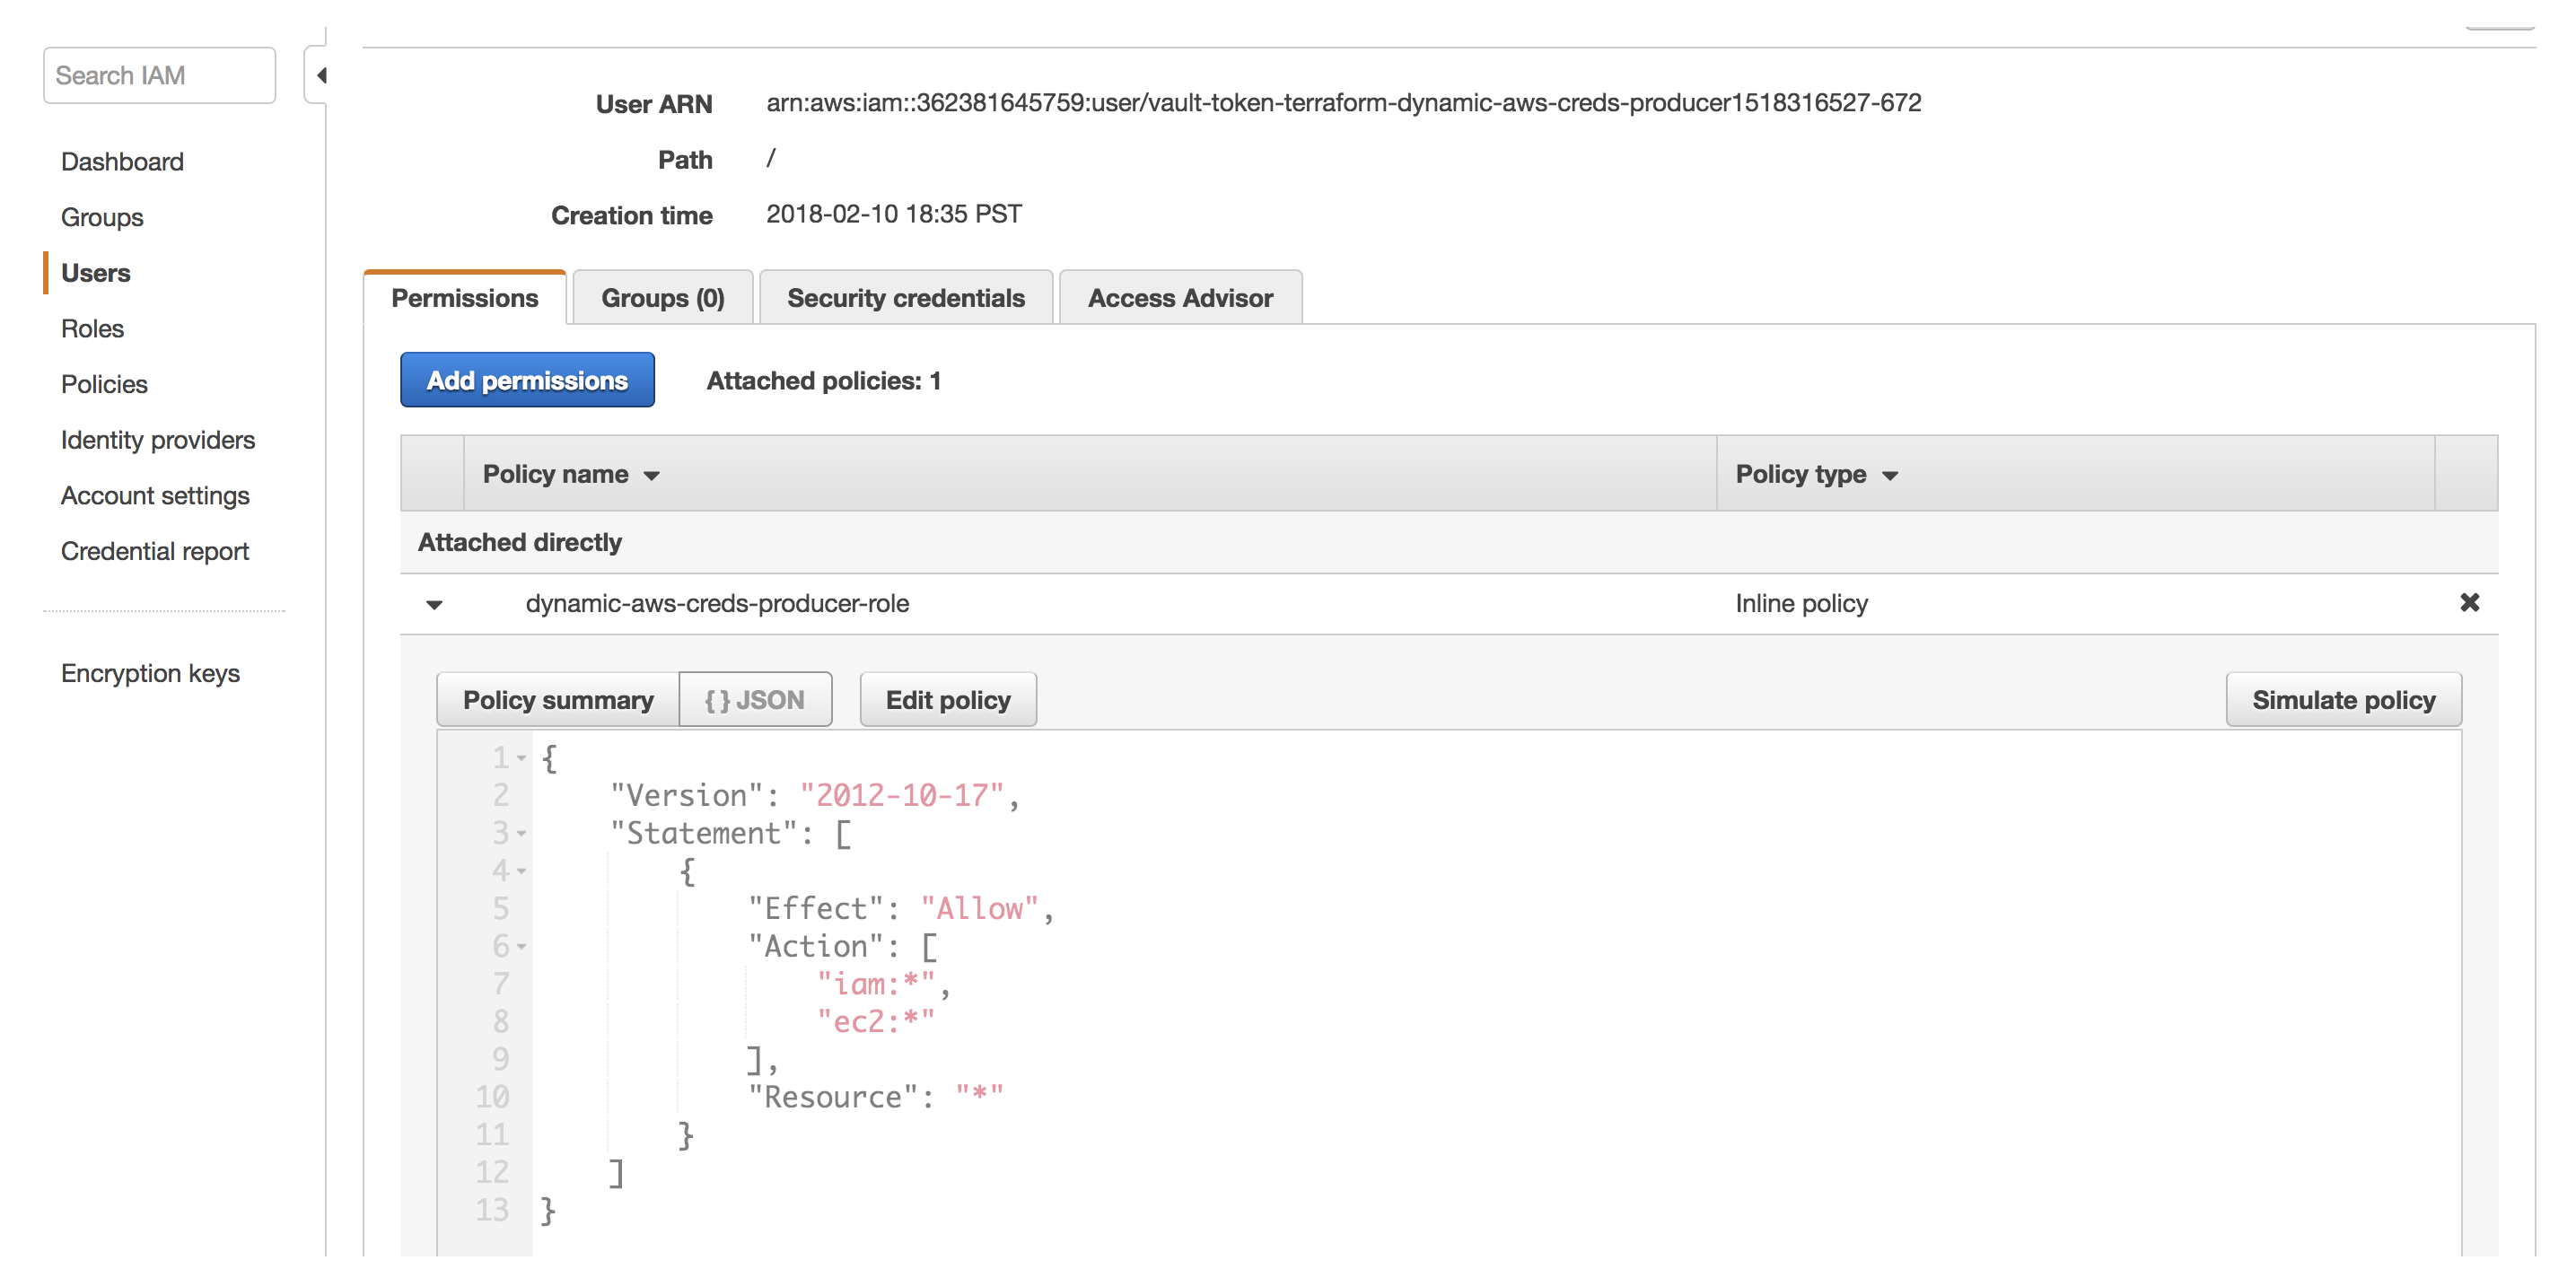 Search IAM
Dashboard
Groups
Users
Roles
Policies
Identity providers
Account settings
Credential report
Encryption keys
User ARN arn:aws:iam::362381645759:user/vault-token-terraform-dynamic-aws-creds-producer1518316527-672
Path /
Creation time 2018-02-10 18:35 PST
Permissions Groups (0) Security credentials Access Advisor
Add permissions Attached policies: 1
Policy name Policy type
Attached directly
dynamic-aws-creds-producer-role Inline policy
Policy summary { } JSON Edit policy Simulate policy
1 {
2     "Version": "2012-10-17",
3     "Statement": [
4         {
5             "Effect": "Allow",
6             "Action": [
7                 "iam:*",
8                 "ec2:*"
9             ],
10             "Resource": "*"
11         }
12     ]
13 }